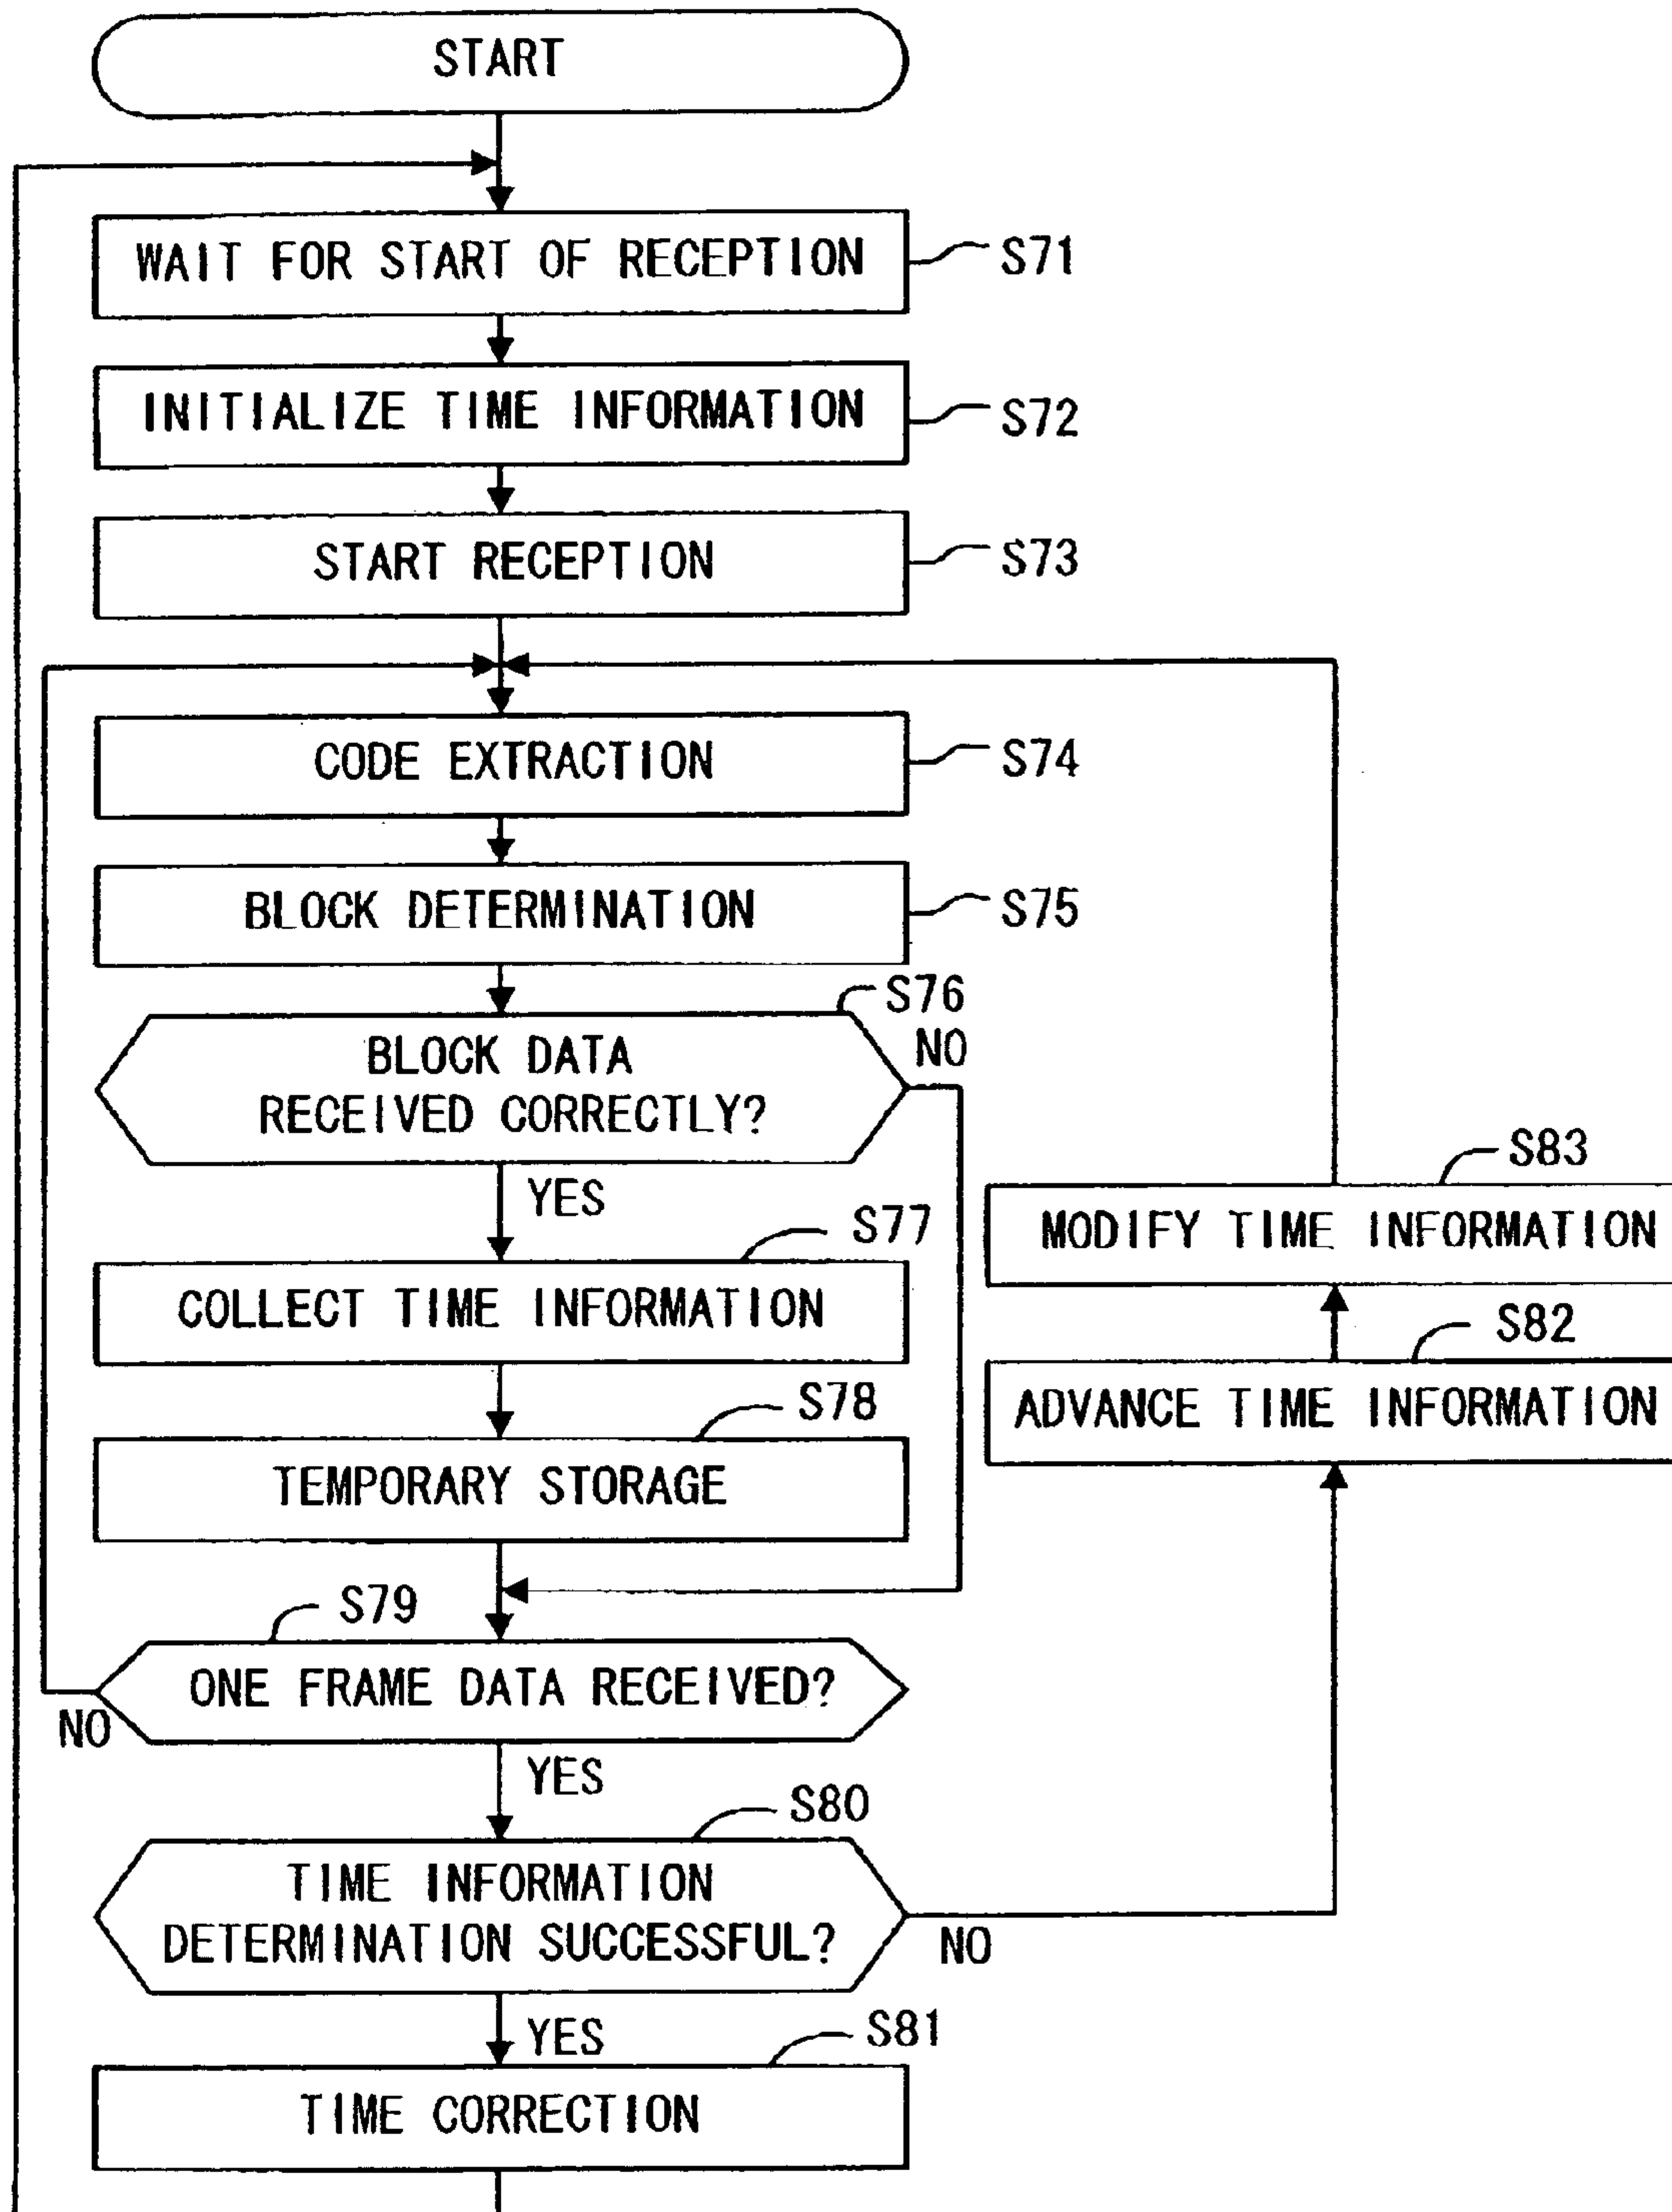 START
WAIT FOR START OF RECEPTION
S71
INITIALIZE TIME INFORMATION
S72
START RECEPTION
S73
CODE EXTRACTION
S74
BLOCK DETERMINATION
S75
S76
BLOCK DATA
RECEIVED CORRECTLY?
NO
YES
S77
COLLECT TIME INFORMATION
S78
TEMPORARY STORAGE
S79
ONE FRAME DATA RECEIVED?
NO
YES
S80
TIME INFORMATION
DETERMINATION SUCCESSFUL?
NO
YES
S81
TIME CORRECTION
S83
MODIFY TIME INFORMATION
S82
ADVANCE TIME INFORMATION